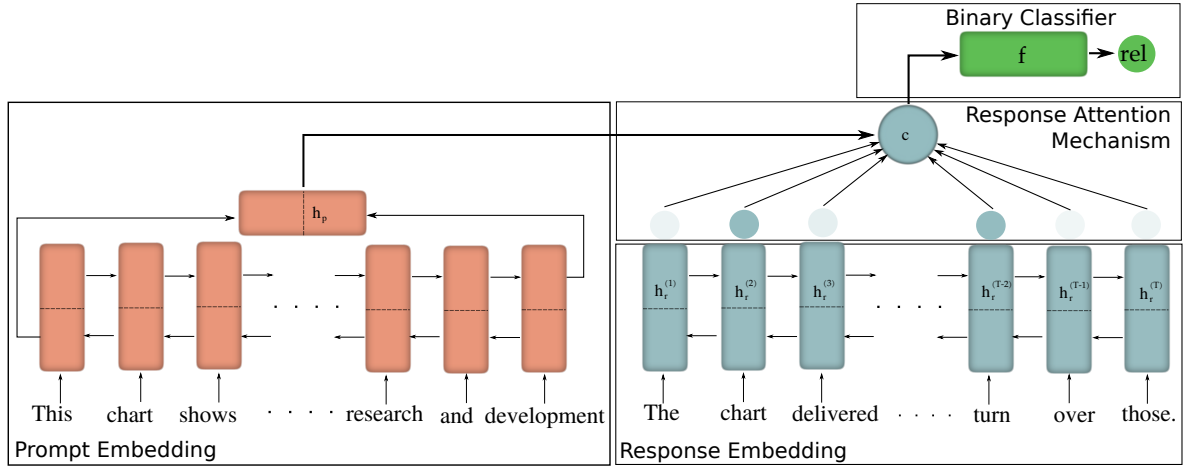 Binary Classifier
f
rel
Response Attention
Mechanism
c
h_p
h_r^(1) h_r^(2) h_r^(3) . . . . h_r^(T-2) h_r^(T-1) h_r^(T)
. . . .
This chart shows . . . . research and development
The chart delivered . . . . turn over those.
Prompt Embedding
Response Embedding